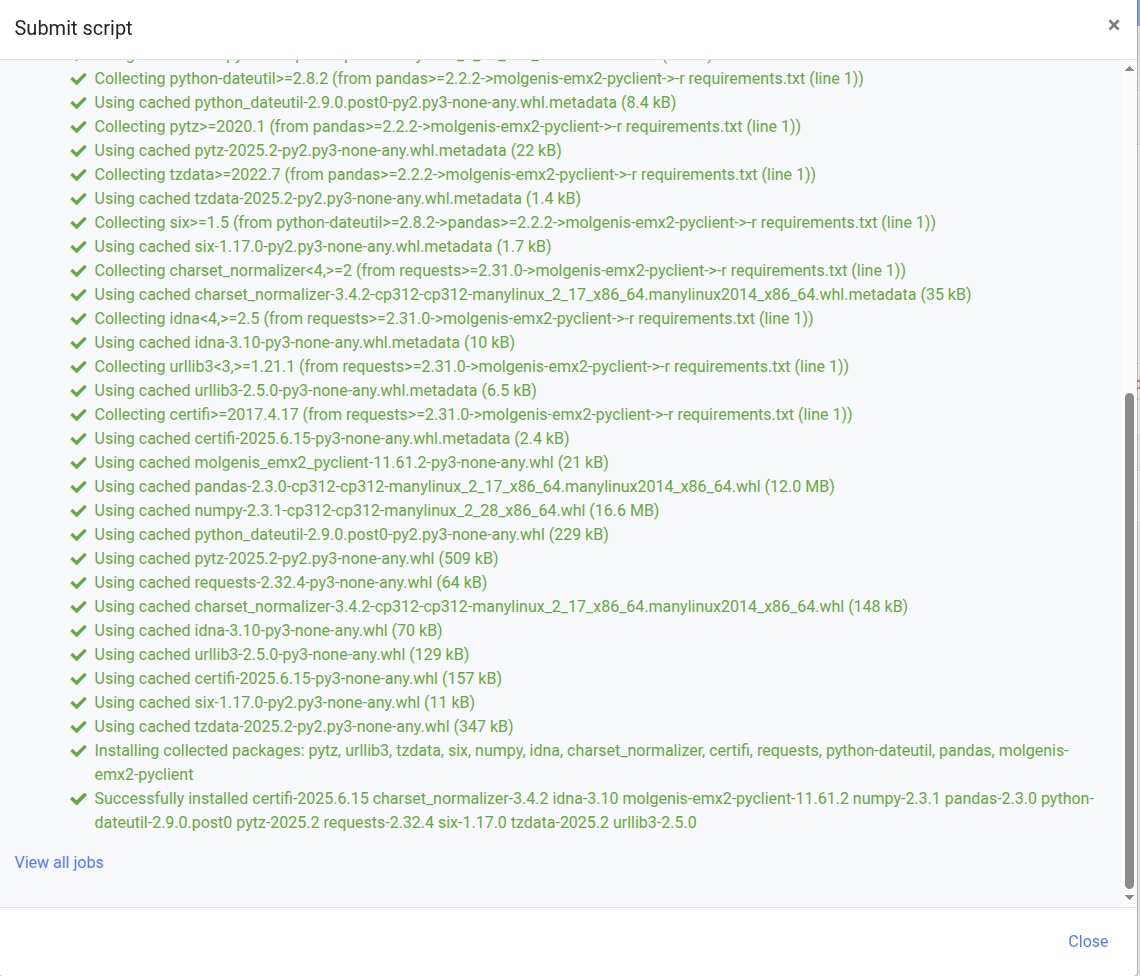 Submit script
×
Collecting python-dateutil>=2.8.2 (from pandas>=2.2.2->molgenis-emx2-pyclient->-r requirements.txt (line 1))
Using cached python_dateutil-2.9.0.post0-py2.py3-none-any.whl.metadata (8.4 kB)
Collecting pytz>=2020.1 (from pandas>=2.2.2->molgenis-emx2-pyclient->-r requirements.txt (line 1))
Using cached pytz-2025.2-py2.py3-none-any.whl.metadata (22 kB)
Collecting tzdata>=2022.7 (from pandas>=2.2.2->molgenis-emx2-pyclient->-r requirements.txt (line 1))
Using cached tzdata-2025.2-py2.py3-none-any.whl.metadata (1.4 kB)
Collecting six>=1.5 (from python-dateutil>=2.8.2->pandas>=2.2.2->molgenis-emx2-pyclient->-r requirements.txt (line 1))
Using cached six-1.17.0-py2.py3-none-any.whl.metadata (1.7 kB)
Collecting charset_normalizer<4,>=2 (from requests>=2.31.0->molgenis-emx2-pyclient->-r requirements.txt (line 1))
Using cached charset_normalizer-3.4.2-cp312-cp312-manylinux_2_17_x86_64.manylinux2014_x86_64.whl.metadata (35 kB)
Collecting idna<4,>=2.5 (from requests>=2.31.0->molgenis-emx2-pyclient->-r requirements.txt (line 1))
Using cached idna-3.10-py3-none-any.whl.metadata (10 kB)
Collecting urllib3<3,>=1.21.1 (from requests>=2.31.0->molgenis-emx2-pyclient->-r requirements.txt (line 1))
Using cached urllib3-2.5.0-py3-none-any.whl.metadata (6.5 kB)
Collecting certifi>=2017.4.17 (from requests>=2.31.0->molgenis-emx2-pyclient->-r requirements.txt (line 1))
Using cached certifi-2025.6.15-py3-none-any.whl.metadata (2.4 kB)
Using cached molgenis_emx2_pyclient-11.61.2-py3-none-any.whl (21 kB)
Using cached pandas-2.3.0-cp312-cp312-manylinux_2_17_x86_64.manylinux2014_x86_64.whl (12.0 MB)
Using cached numpy-2.3.1-cp312-cp312-manylinux_2_28_x86_64.whl (16.6 MB)
Using cached python_dateutil-2.9.0.post0-py2.py3-none-any.whl (229 kB)
Using cached pytz-2025.2-py2.py3-none-any.whl (509 kB)
Using cached requests-2.32.4-py3-none-any.whl (64 kB)
Using cached charset_normalizer-3.4.2-cp312-cp312-manylinux_2_17_x86_64.manylinux2014_x86_64.whl (148 kB)
Using cached idna-3.10-py3-none-any.whl (70 kB)
Using cached urllib3-2.5.0-py3-none-any.whl (129 kB)
Using cached certifi-2025.6.15-py3-none-any.whl (157 kB)
Using cached six-1.17.0-py2.py3-none-any.whl (11 kB)
Using cached tzdata-2025.2-py2.py3-none-any.whl (347 kB)
Installing collected packages: pytz, urllib3, tzdata, six, numpy, idna, charset_normalizer, certifi, requests, python-dateutil, pandas, molgenis-
emx2-pyclient
Successfully installed certifi-2025.6.15 charset_normalizer-3.4.2 idna-3.10 molgenis-emx2-pyclient-11.61.2 numpy-2.3.1 pandas-2.3.0 python-
dateutil-2.9.0.post0 pytz-2025.2 requests-2.32.4 six-1.17.0 tzdata-2025.2 urllib3-2.5.0
View all jobs
Close